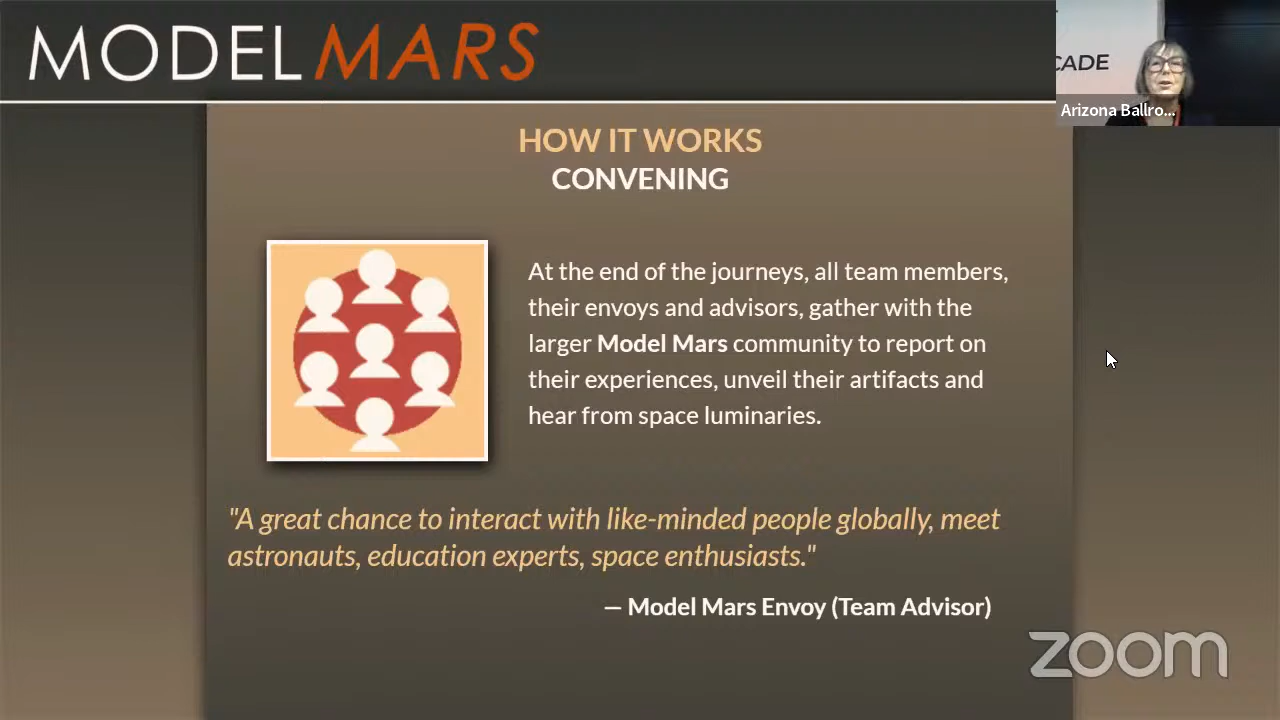 MODEL MARS
CADE
Arizona Ballro...
HOW IT WORKS
CONVENING
At the end of the journeys, all team members,
their envoys and advisors, gather with the
larger Model Mars community to report on
their experiences, unveil their artifacts and
hear from space luminaries.
"A great chance to interact with like-minded people globally, meet
astronauts, education experts, space enthusiasts."
— Model Mars Envoy (Team Advisor)
zoom